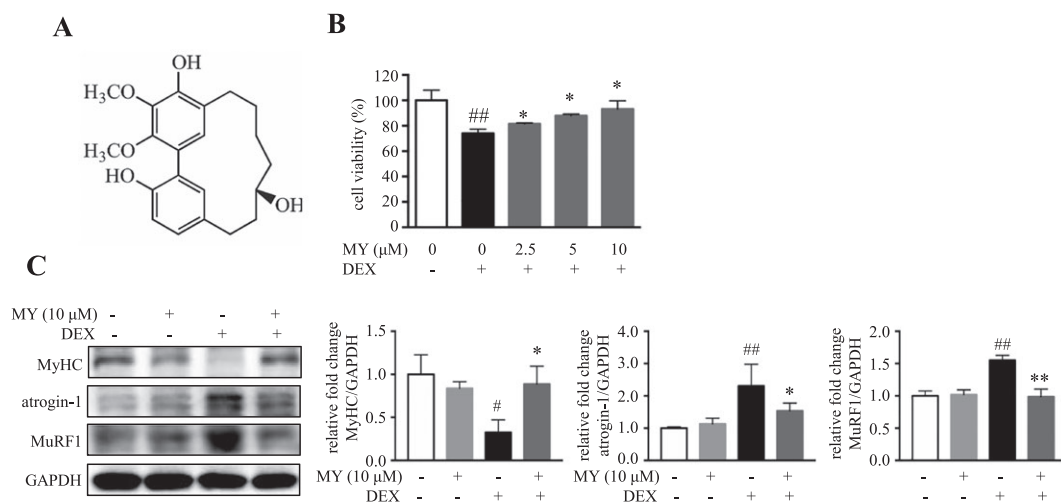 A
OH
H₃CO
H₃CO
HO
OH
B
cell viability (%)
120
100
80
60
40
20
0
##
*
*
*
MY (μM) 0 0 2.5 5 10
DEX - + + + +
C
MY (10 μM) - + - +
DEX - - + +
MyHC
atrogin-1
MuRF1
GAPDH
relative fold change
MyHC/GAPDH
1.5
1.0
0.5
0.0
#
*
MY (10 μM) - + - +
DEX - - + +
relative fold change
atrogin-1/GAPDH
4.0
3.0
2.0
1.0
0.0
##
*
MY (10 μM) - + - +
DEX - - + +
relative fold change
MuRF1/GAPDH
2.0
1.5
1.0
0.5
0.0
##
**
MY (10 μM) - + - +
DEX - - + +